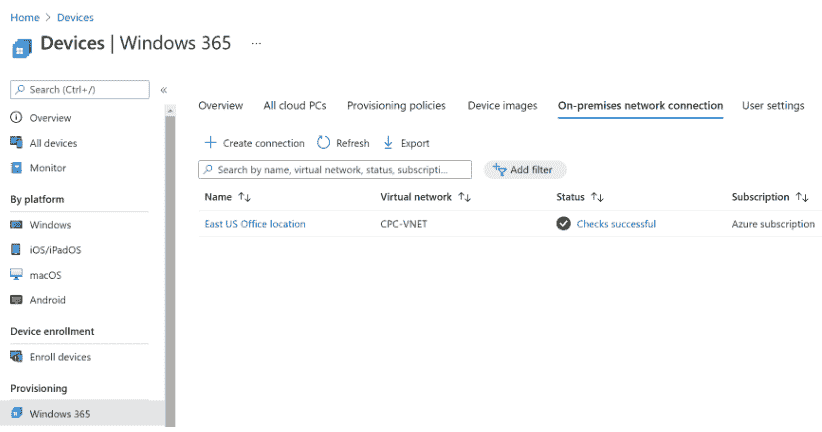 Home > Devices
Devices | Windows 365 ...
Search (Ctrl+/) «
Overview
All devices
Monitor
By platform
Windows
iOS/iPadOS
macOS
Android
Device enrollment
Enroll devices
Provisioning
Windows 365
Overview All cloud PCs Provisioning policies Device images On-premises network connection User settings
Create connection Refresh Export
Search by name, virtual network, status, subscripti... Add filter
Name ↑↓ Virtual network ↑↓ Status ↑↓ Subscription ↑↓
East US Office location CPC-VNET Checks successful Azure subscription